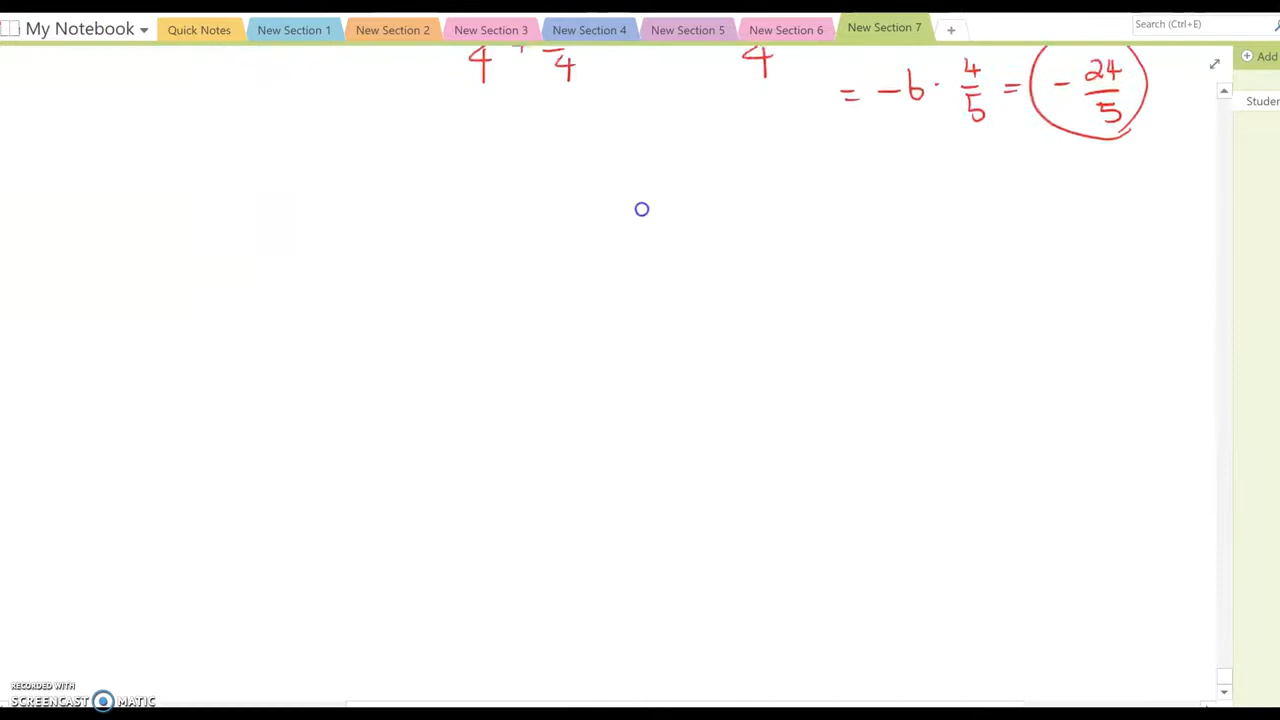 My Notebook Quick Notes New Section 1 New Section 2 New Section 3 New Section 4 New Section 5 New Section 6 New Section 7 + Search (Ctrl+E)
Add
Studen
4 + 4 4
= -6 · 4/5 = -24/5
RECORDED WITH
SCREENCAST MATIC